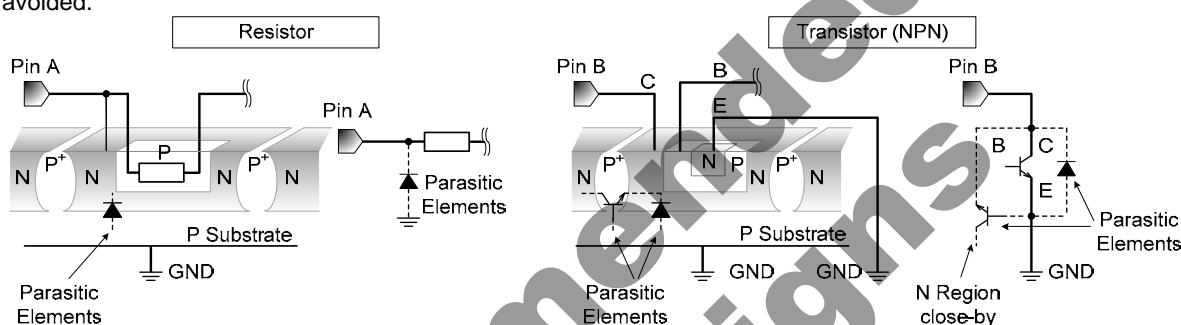 avoided.
Resistor
Transistor (NPN)
Pin A
Pin A
Parasitic
Elements
N P+ N P N P+ N
P Substrate
GND
Parasitic
Elements
Pin B
C
B
E
N P+ N P P+ N
P Substrate
GND
GND
Parasitic
Elements
Pin B
B
C
E
Parasitic
Elements
GND
N Region
close-by